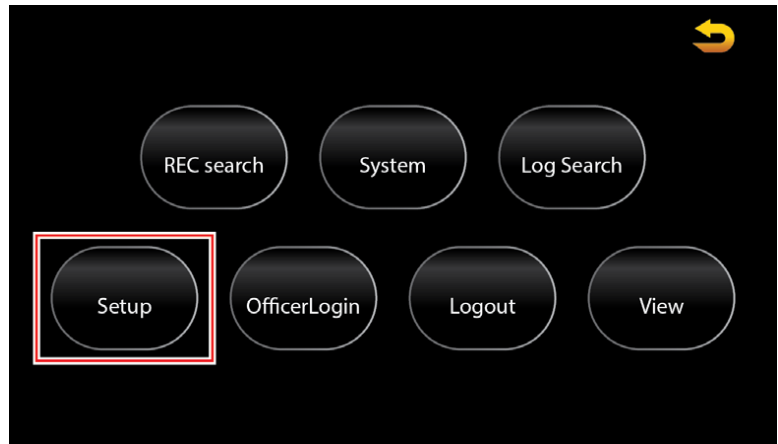 REC search
System
Log Search
Setup
OfficerLogin
Logout
View